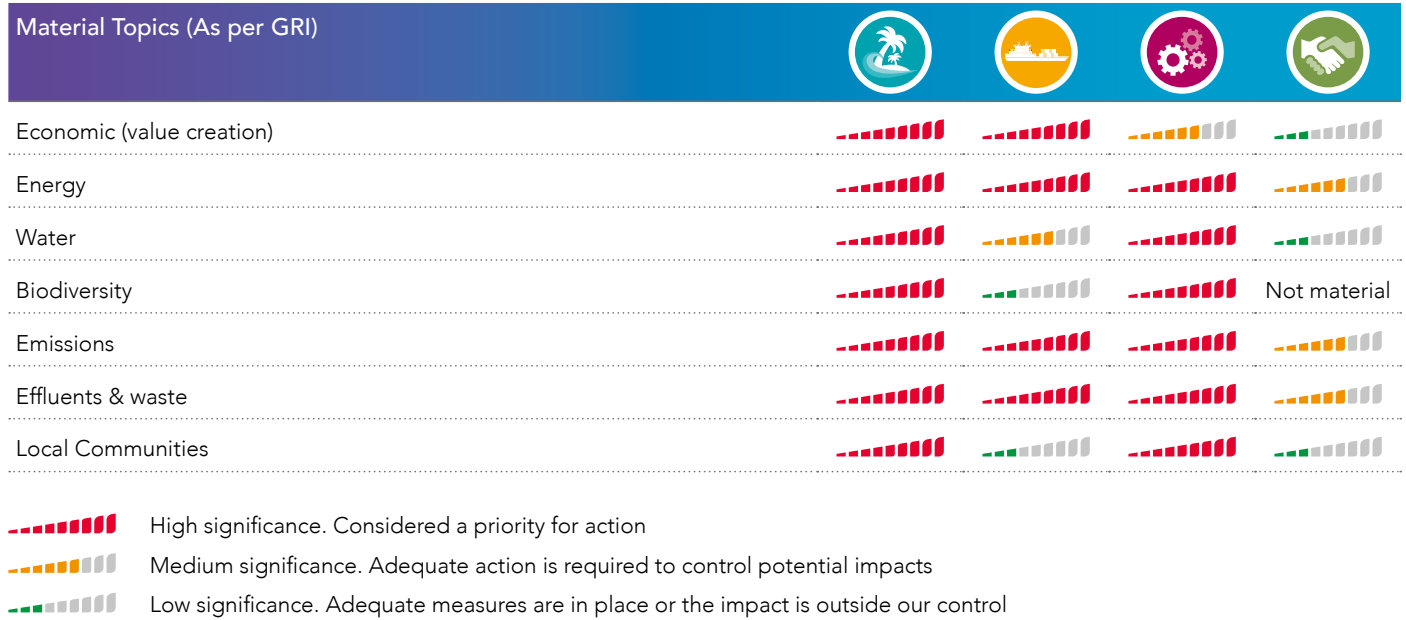 Material Topics (As per GRI)
Economic (value creation)
Energy
Water
Biodiversity Not material
Emissions
Effluents & waste
Local Communities
High significance. Considered a priority for action
Medium significance. Adequate action is required to control potential impacts
Low significance. Adequate measures are in place or the impact is outside our control